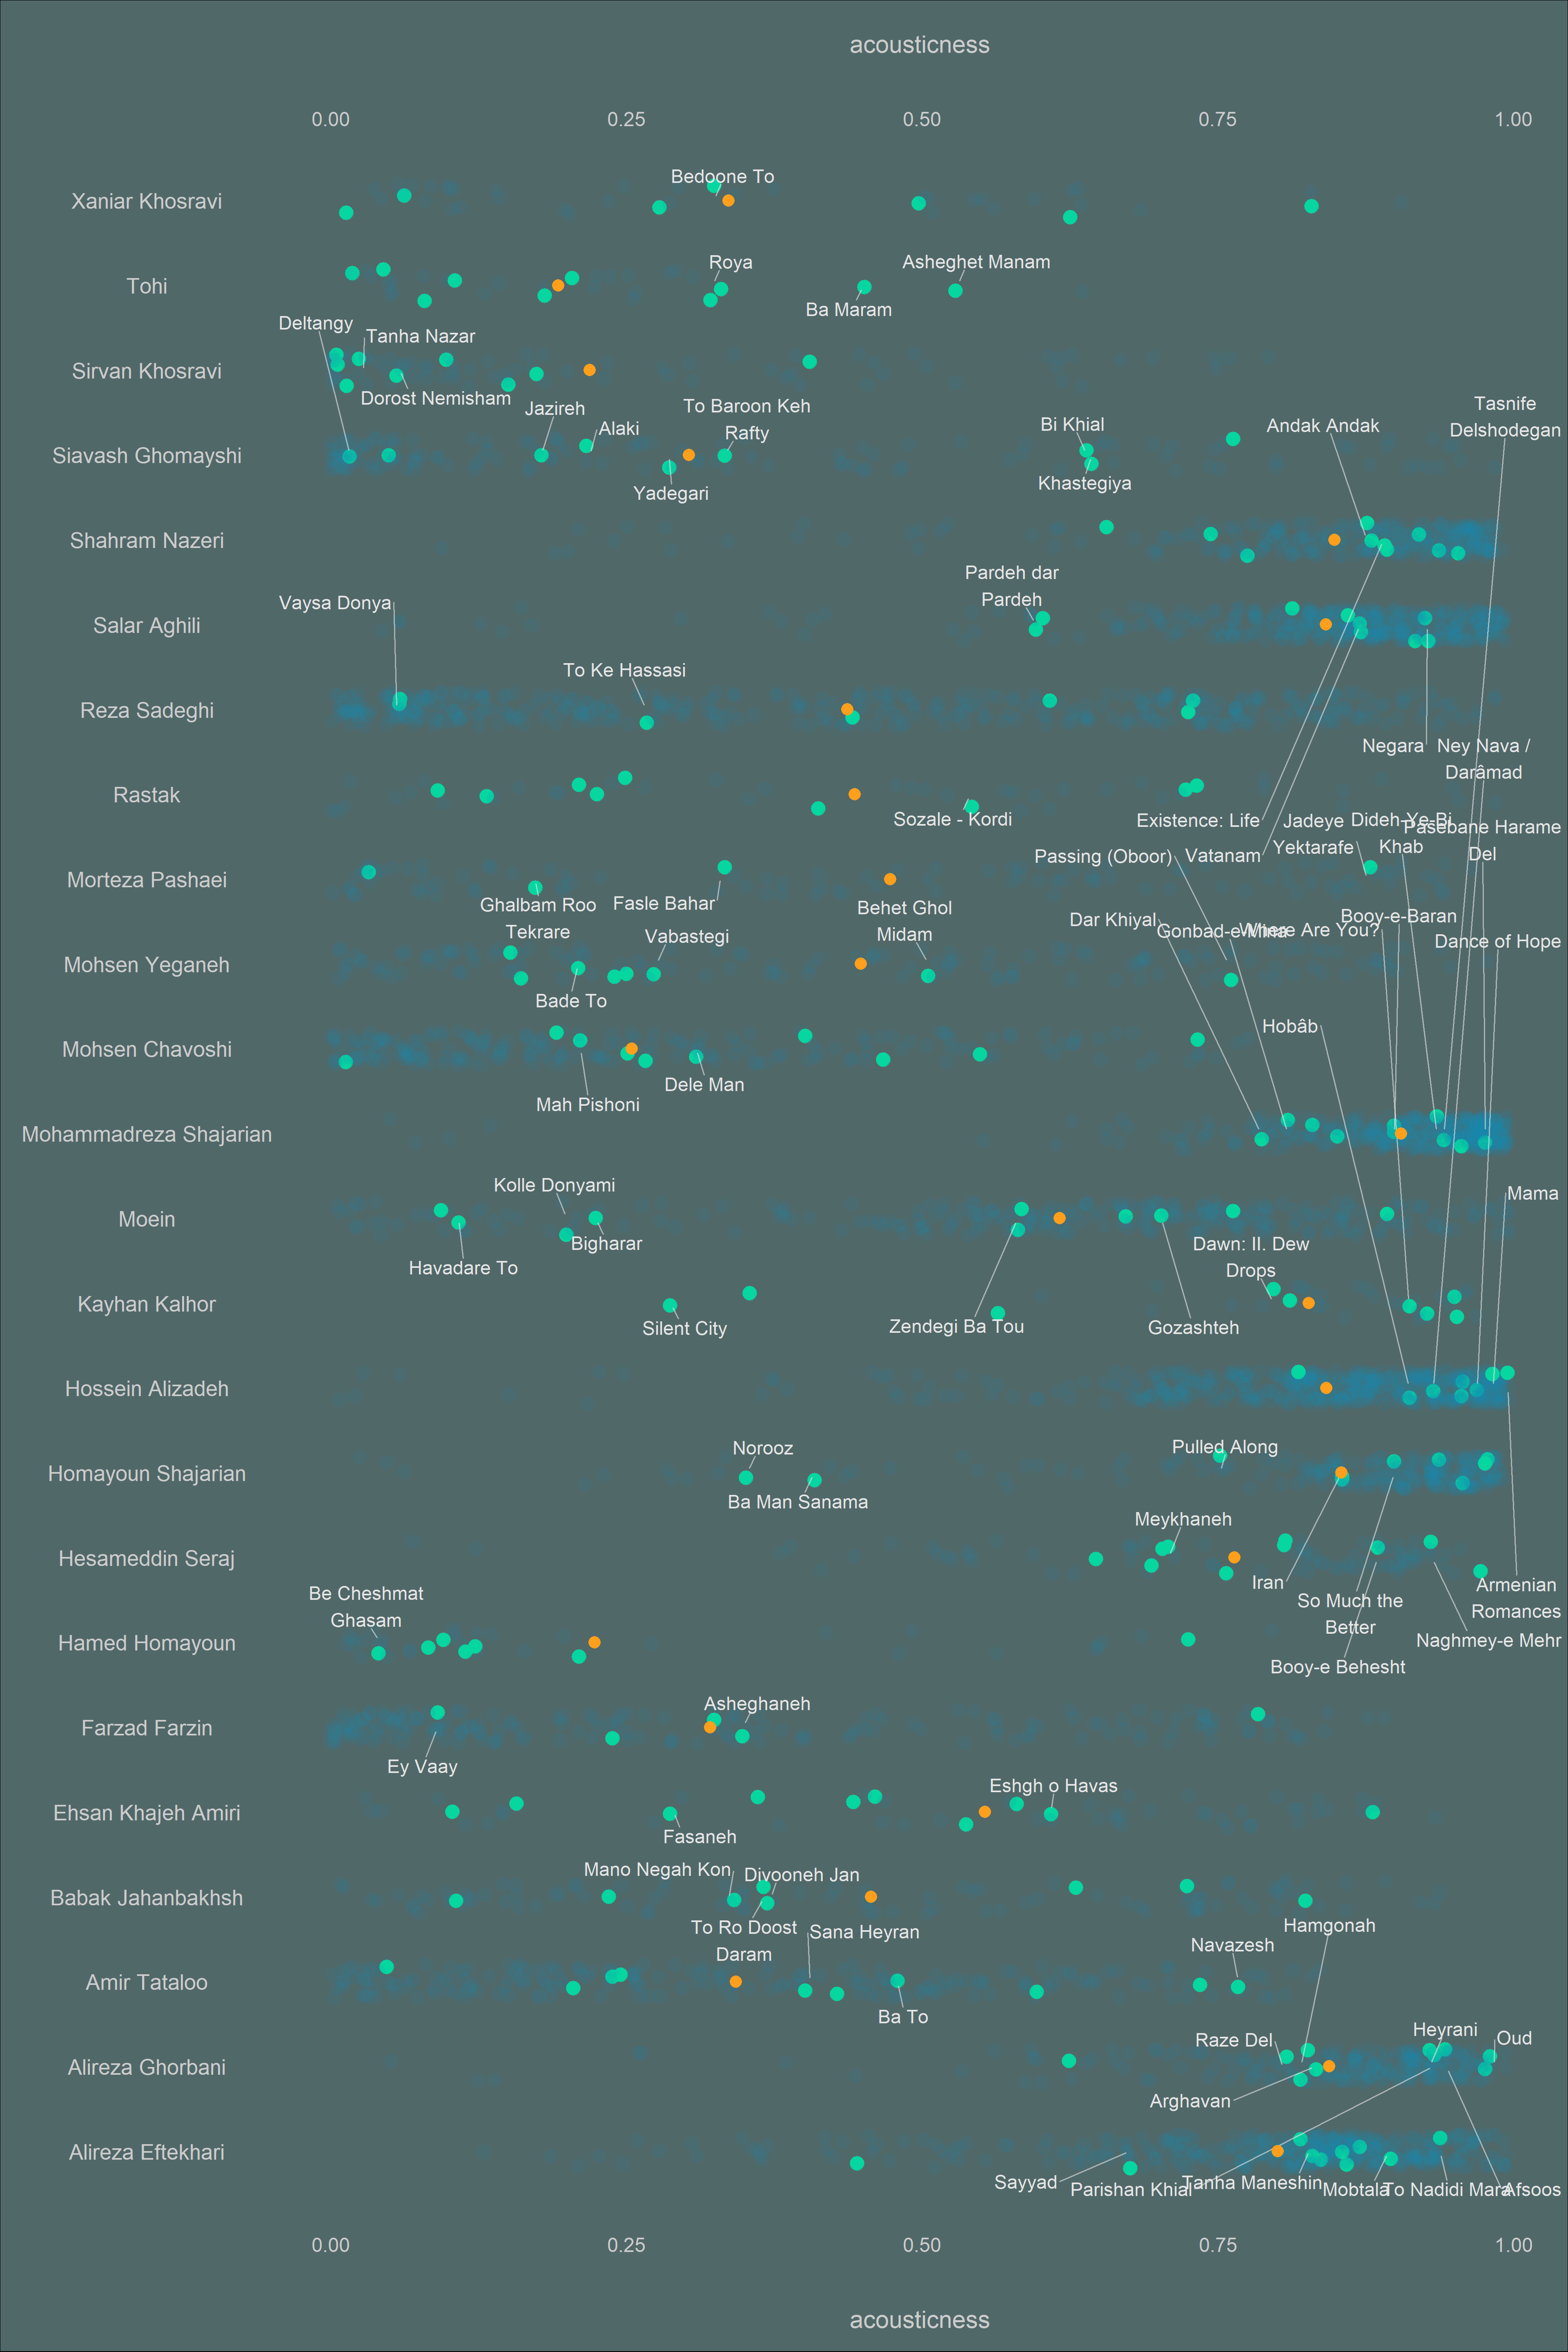 acousticness
0.00 0.25 0.50 0.75 1.00
Bedoone To
Xaniar Khosravi
Roya
Asheghet Manam
Tohi
Ba Maram
Deltangy
Tanha Nazar
Sirvan Khosravi
Dorost Nemisham
Jazireh
Alaki
To Baroon Keh
Rafty
Bi Khial
Andak Andak
Tasnife
Delshodegan
Siavash Ghomayshi
Yadegari
Khastegiya
Shahram Nazeri
Pardeh dar
Pardeh
Vaysa Donya
Salar Aghili
To Ke Hassasi
Reza Sadeghi
Negara
Ney Nava /
Darâmad
Rastak
Sozale - Kordi
Existence: Life
Jadeye
Yektarafe
Dideh-Ye-Bi
Khab
Pasebane Harame
Del
Passing (Oboor)
Vatanam
Morteza Pashaei
Ghalbam Roo
Tekrare
Fasle Bahar
Behet Ghol
Midam
Dar Khiyal
Gonbad-e Mina
Where Are You?
Booy-e-Baran
Dance of Hope
Vabastegi
Mohsen Yeganeh
Bade To
Hobâb
Mohsen Chavoshi
Dele Man
Mah Pishoni
Mohammadreza Shajarian
Kolle Donyami
Mama
Moein
Bigharar
Havadare To
Dawn: II. Dew
Drops
Kayhan Kalhor
Silent City
Zendegi Ba Tou
Gozashteh
Hossein Alizadeh
Norooz
Pulled Along
Homayoun Shajarian
Ba Man Sanama
Meykhaneh
Hesameddin Seraj
Iran
Armenian
Romances
Be Cheshmat
Ghasam
So Much the
Better
Hamed Homayoun
Naghmey-e Mehr
Booy-e Behesht
Asheghaneh
Farzad Farzin
Ey Vaay
Eshgh o Havas
Ehsan Khajeh Amiri
Fasaneh
Mano Negah Kon
Divooneh Jan
Babak Jahanbakhsh
To Ro Doost
Daram
Sana Heyran
Hamgonah
Navazesh
Amir Tataloo
Ba To
Raze Del
Heyrani
Oud
Alireza Ghorbani
Arghavan
Alireza Eftekhari
Sayyad
Parishan Khial
Tanha Maneshin
Mobtala
To Nadidi Mara
Afsoos
0.00 0.25 0.50 0.75 1.00
acousticness